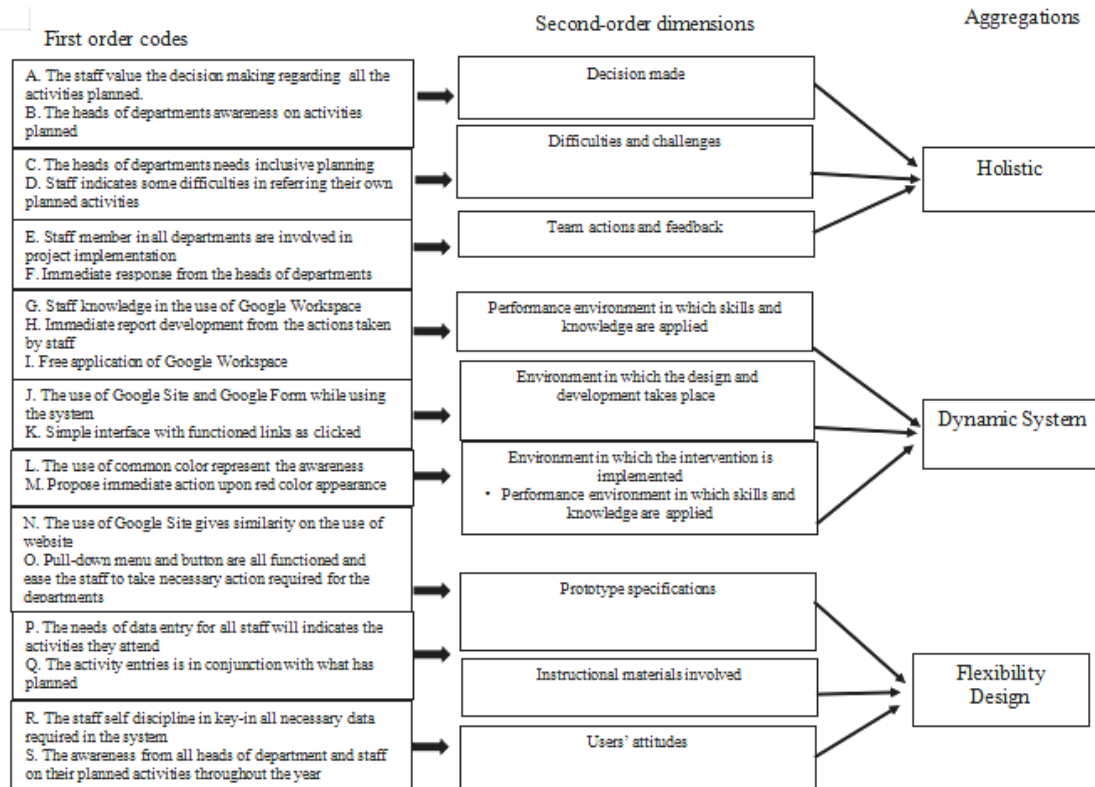 First order codes
Second-order dimensions
Aggregations
A. The staff value the decision making regarding all the
activities planned.
B. The heads of departments awareness on activities
planned
C. The heads of departments needs inclusive planning
D. Staff indicates some difficulties in referring their own
planned activities
E. Staff member in all departments are involved in
project implementation
F. Immediate response from the heads of departments
G. Staff knowledge in the use of Google Workspace
H. Immediate report development from the actions taken
by staff
I. Free application of Google Workspace
J. The use of Google Site and Google Form while using
the system
K. Simple interface with functioned links as clicked
L. The use of common color represent the awareness
M. Propose immediate action upon red color appearance
N. The use of Google Site gives similarity on the use of
website
O. Pull-down menu and button are all functioned and
ease the staff to take necessary action required for the
departments
P. The needs of data entry for all staff will indicates the
activities they attend
Q. The activity entries is in conjunction with what has
planned
R. The staff self discipline in key-in all necessary data
required in the system
S. The awareness from all heads of department and staff
on their planned activities throughout the year
Decision made
Difficulties and challenges
Team actions and feedback
Performance environment in which skills and
knowledge are applied
Environment in which the design and
development takes place
Environment in which the intervention is
implemented
• Performance environment in which skills and
knowledge are applied
Prototype specifications
Instructional materials involved
Users' attitudes
Holistic
Dynamic System
Flexibility
Design